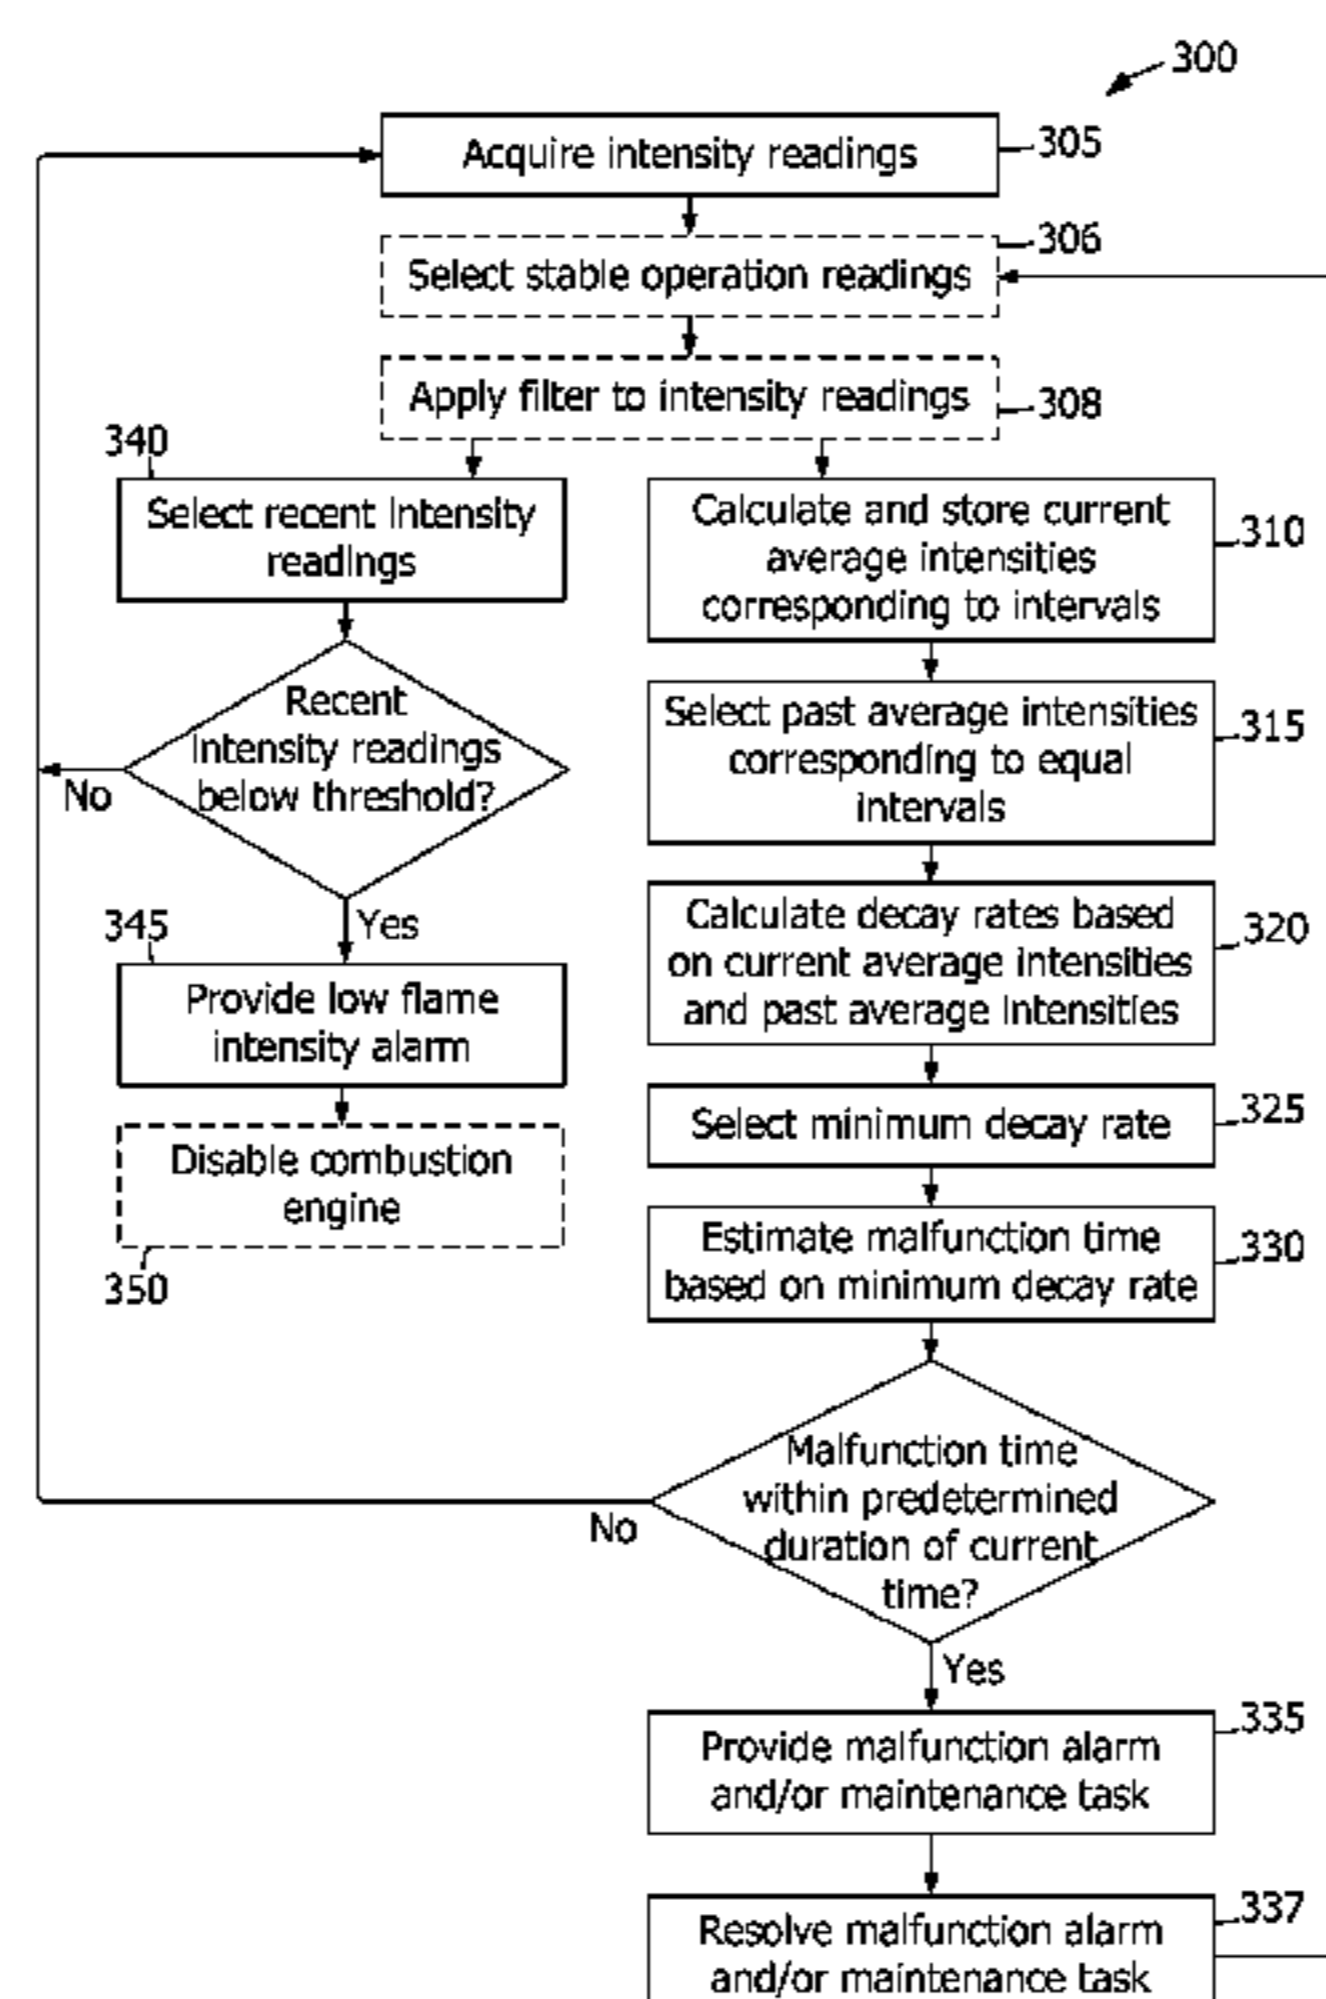 300
Acquire intensity readings
305
306
Select stable operation readings
Apply filter to intensity readings
308
340
Select recent intensity
readings
Calculate and store current
average intensities
corresponding to intervals
310
Recent
intensity readings
below threshold?
No
Select past average intensities
corresponding to equal
intervals
315
Yes
345
Provide low flame
intensity alarm
Calculate decay rates based
on current average intensities
and past average intensities
320
Disable combustion
engine
350
Select minimum decay rate
325
Estimate malfunction time
based on minimum decay rate
330
Malfunction time
within predetermined
duration of current
time?
No
Yes
335
Provide malfunction alarm
and/or maintenance task
337
Resolve malfunction alarm
and/or maintenance task